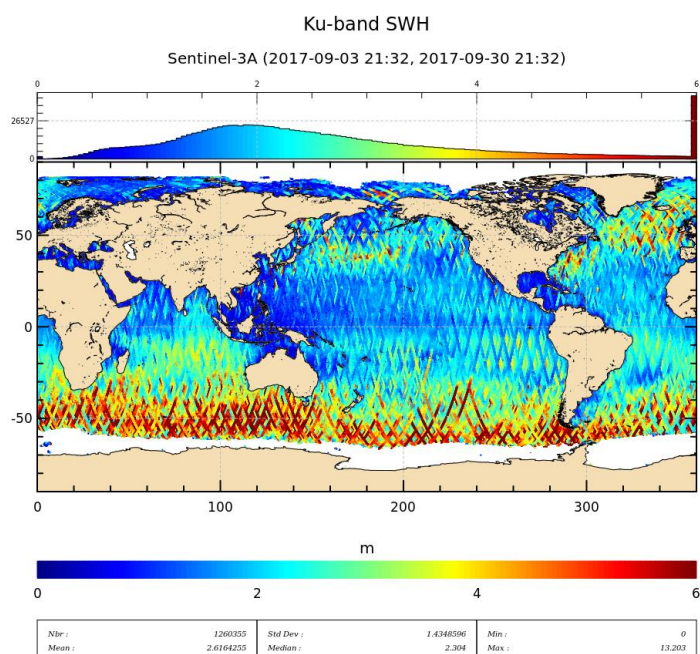 Ku-band SWH
Sentinel-3A (2017-09-03 21:32, 2017-09-30 21:32)
0 2 4 6
26527
0
50
0
-50
0 100 200 300
m
0 2 4 6
Nbr : 1260355 Std Dev : 1.4348596 Min : 0
Mean : 2.6164255 Median : 2.304 Max : 13.203